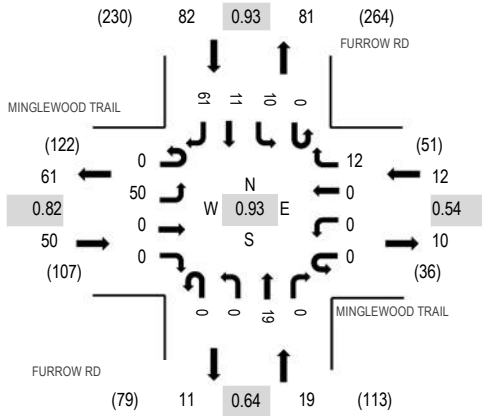 (230) 82 0.93 81 (264)
FURROW RD
61 11 10 0
MINGLEWOOD TRAIL
(122) 0 12 (51)
61 50 N 0 12
0.82 W 0.93 E 0.54
50 0 S 0 10
(107) 0 0 (36)
0 0 19 0
MINGLEWOOD TRAIL
FURROW RD
(79) 11 0.64 19 (113)